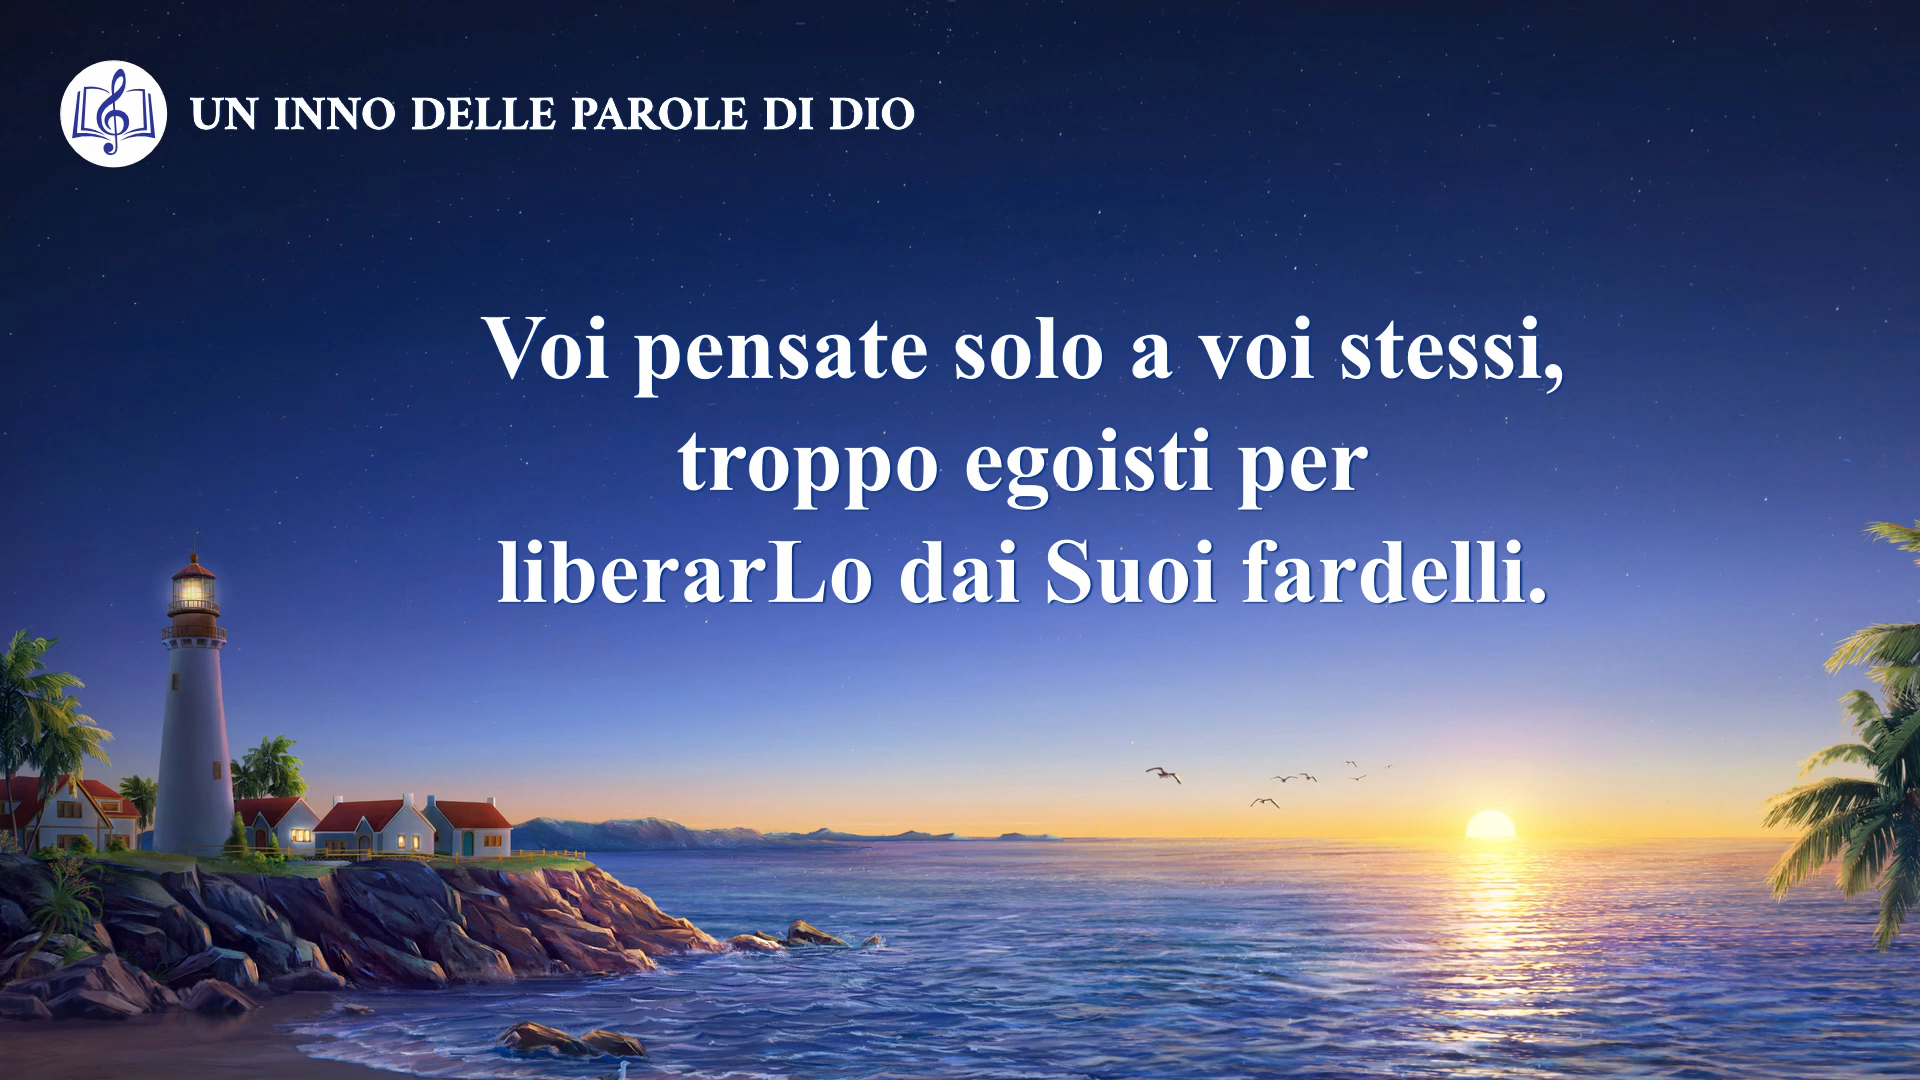 UN INNO DELLE PAROLE DI DIO
Voi pensate solo a voi stessi,
troppo egoisti per
liberarLo dai Suoi fardelli.